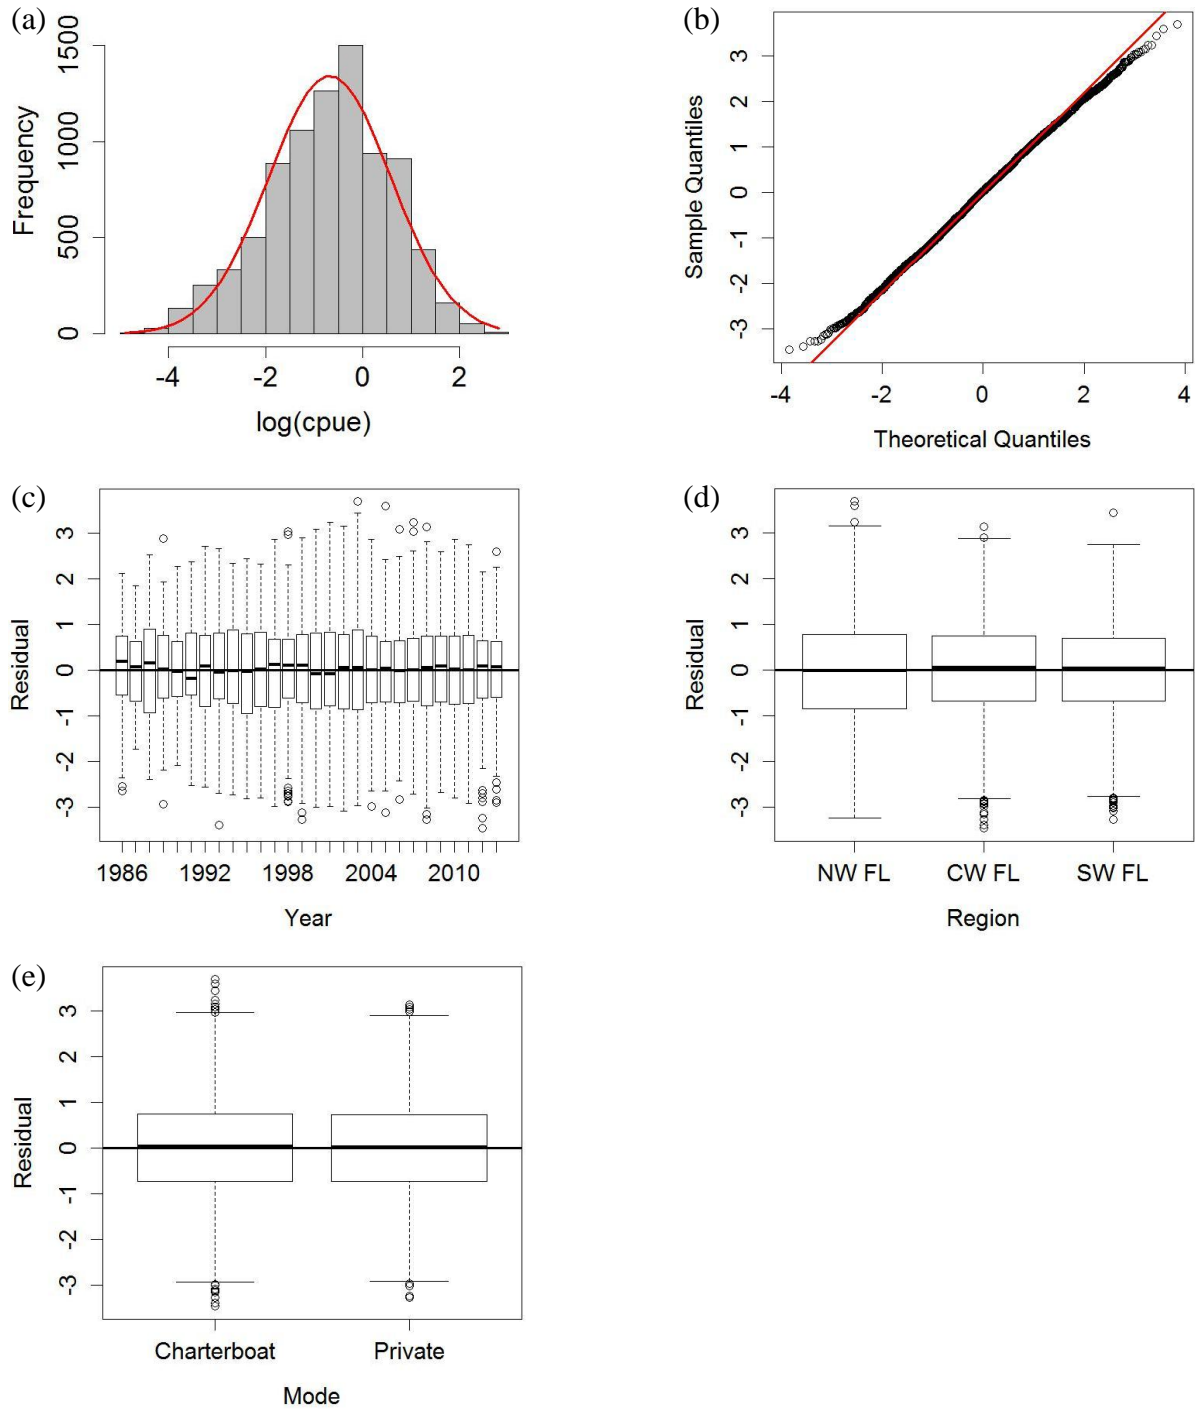 (a)
1500
1000
500
0
Frequency
-4 -2 0 2
log(cpue)
(b)
3
2
1
0
-1
-2
-3
Sample Quantiles
-4 -2 0 2 4
Theoretical Quantiles
(c)
3
2
1
0
-1
-2
-3
Residual
1986 1992 1998 2004 2010
Year
(d)
3
2
1
0
-1
-2
-3
Residual
NW FL CW FL SW FL
Region
(e)
3
2
1
0
-1
-2
-3
Residual
Charterboat Private
Mode